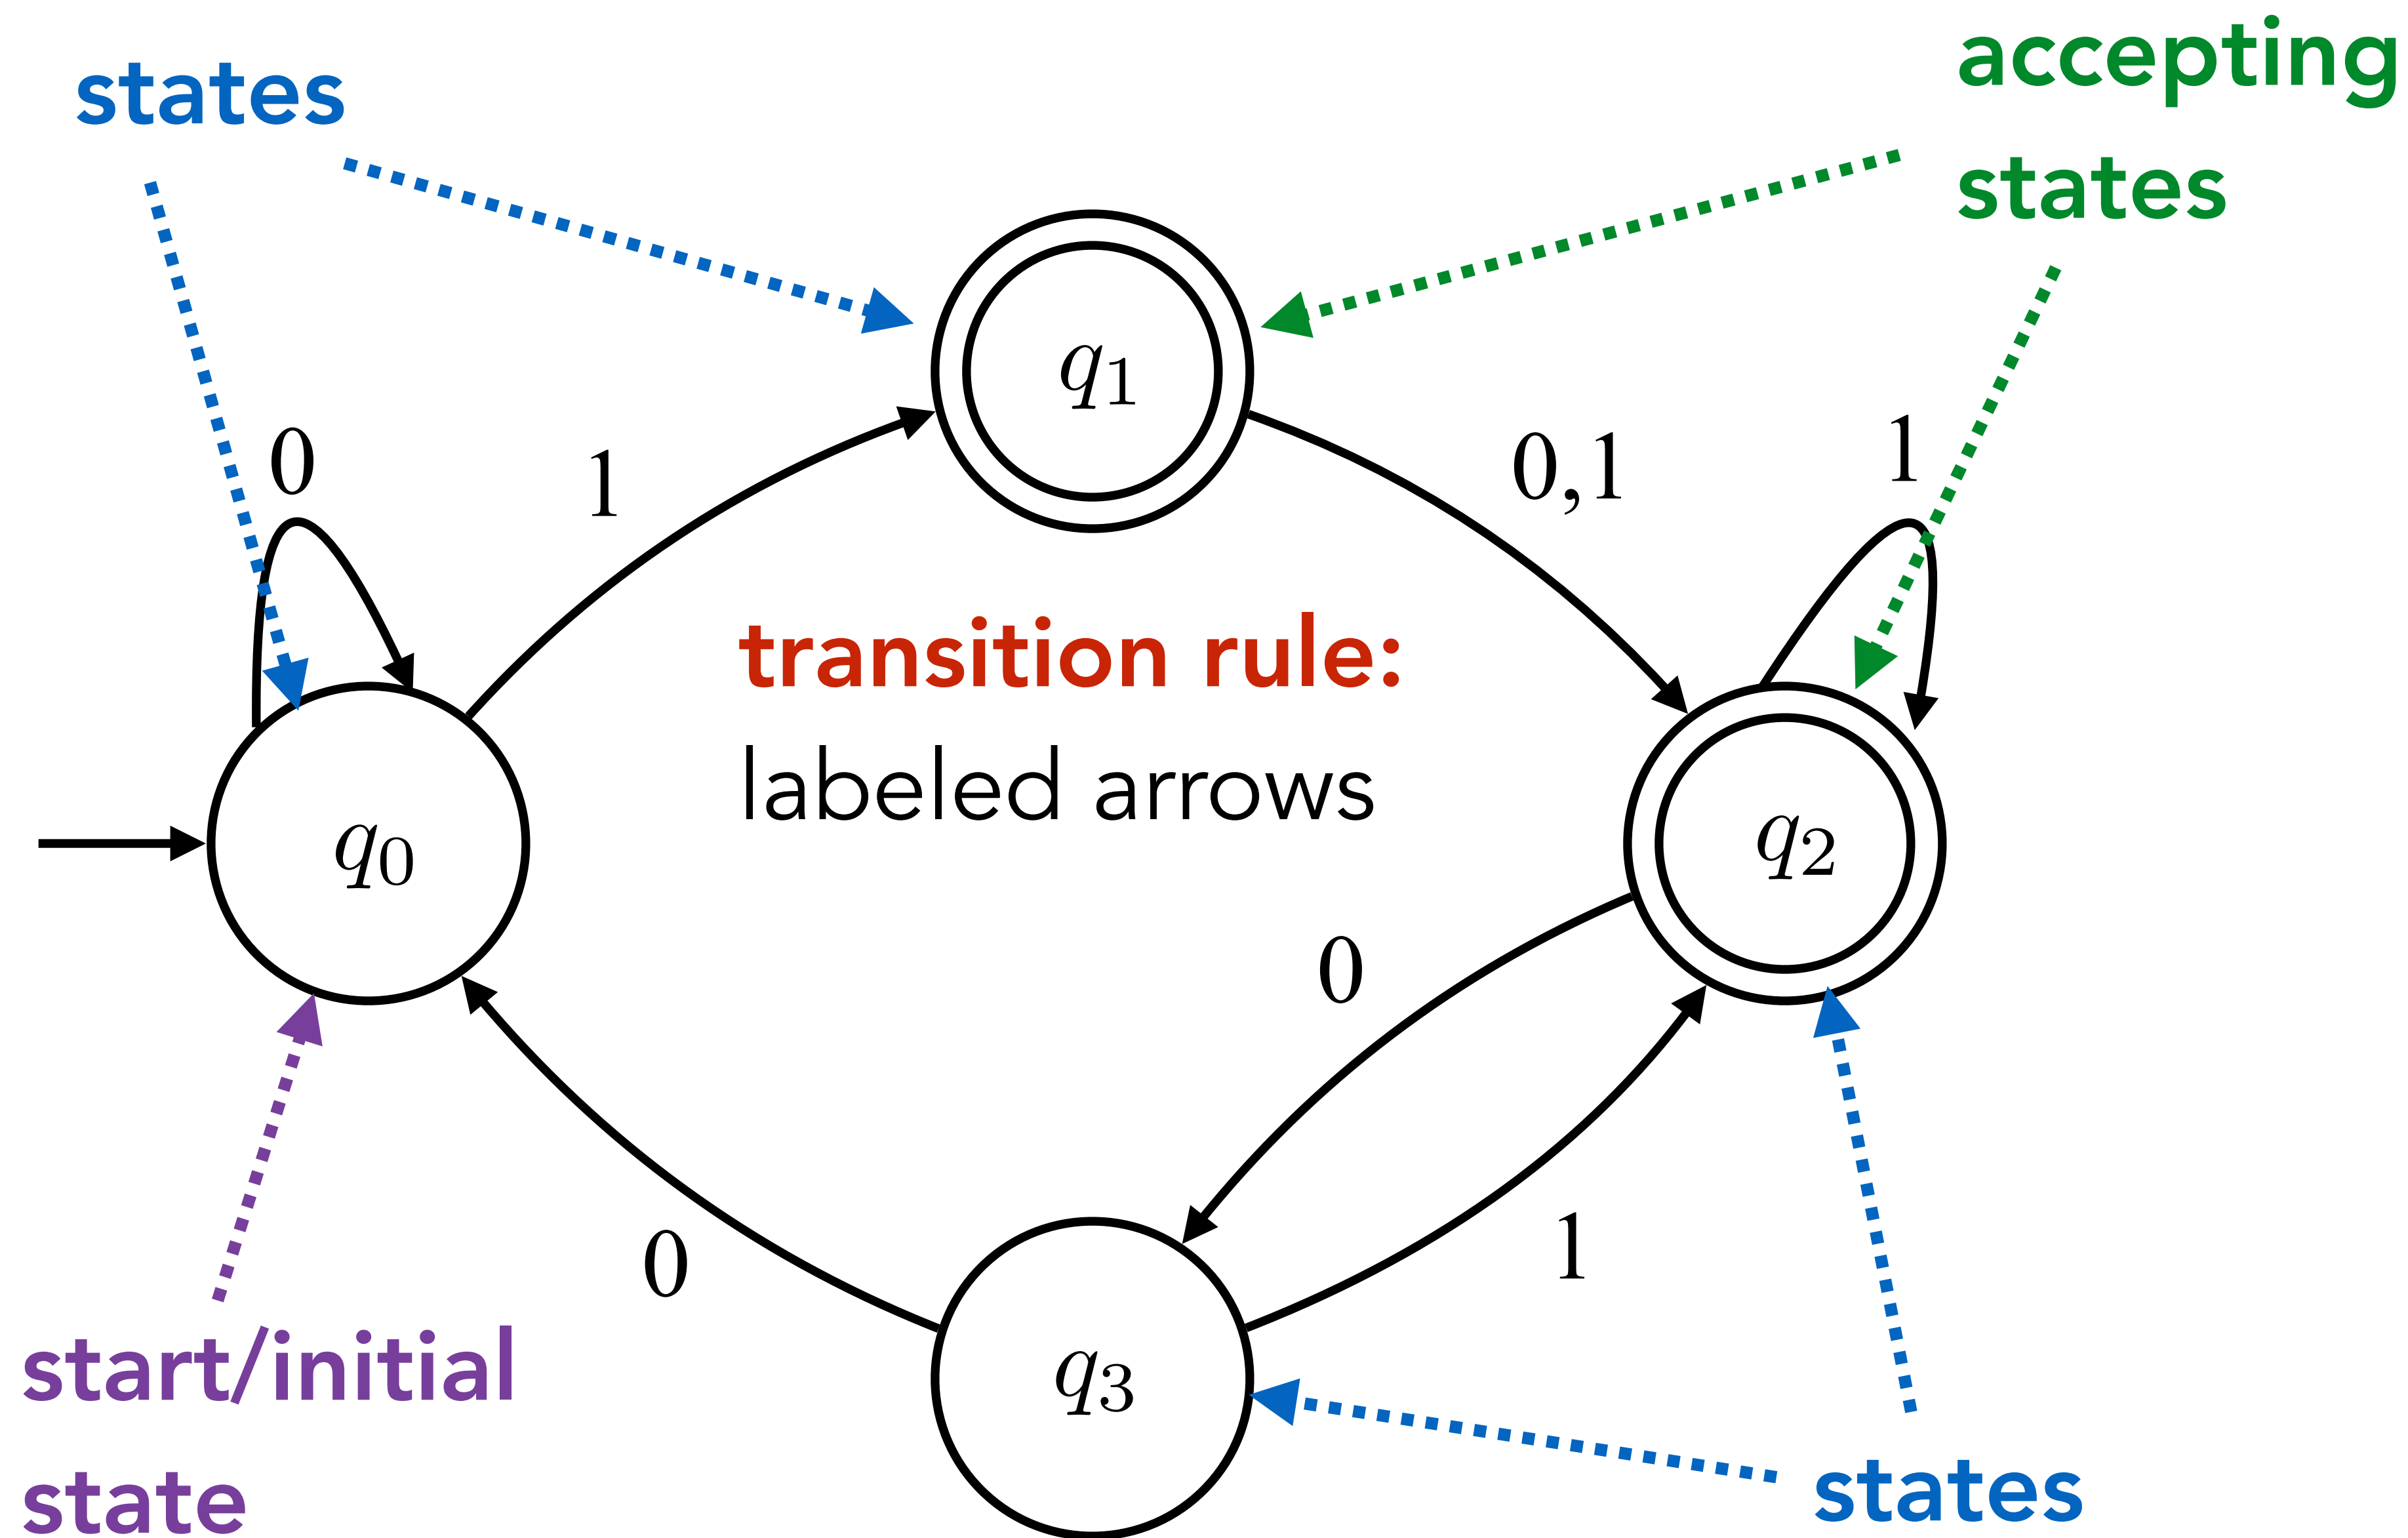 states
accepting
states
q1
0
1
0,1
1
transition rule:
labeled arrows
q0
q2
0
0
1
start/initial
state
q3
states